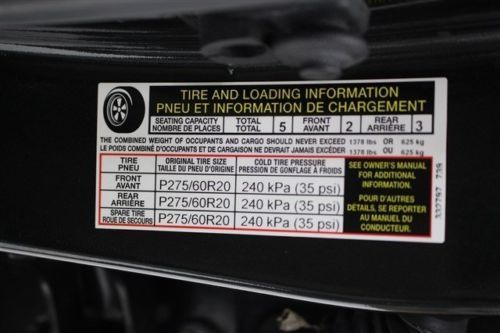 TIRE AND LOADING INFORMATION
PNEU ET INFORMATION DE CHARGEMENT
SEATING CAPACITY TOTAL 5 FRONT 2 REAR 3
NOMBRE DE PLACES TOTAL AVANT ARRIÈRE
THE COMBINED WEIGHT OF OCCUPANTS AND CARGO SHOULD NEVER EXCEED 1378 lbs OR 625 kg
LE POIDS COMBINÉ D'OCCUPANTS ET DE CARGAISON NE DEVRAIT JAMAIS EXCÉDER 1378 lbs OU 625 kg
TIRE ORIGINAL TIRE SIZE COLD TIRE PRESSURE
PNEU TAILLE DU PNEU D'ORIGINE PRESSION DE GONFLAGE À FROIDS
FRONT
AVANT P275/60R20 240 kPa (35 psi)
REAR
ARRIÈRE P275/60R20 240 kPa (35 psi)
SPARE TIRE
ROUE DE SECOURS P275/60R20 240 kPa (35 psi)
SEE OWNER'S MANUAL
FOR ADDITIONAL
INFORMATION.
POUR PLUS DE
DÉTAILS, SE REPORTER
AU MANUEL DU
CONDUCTEUR.